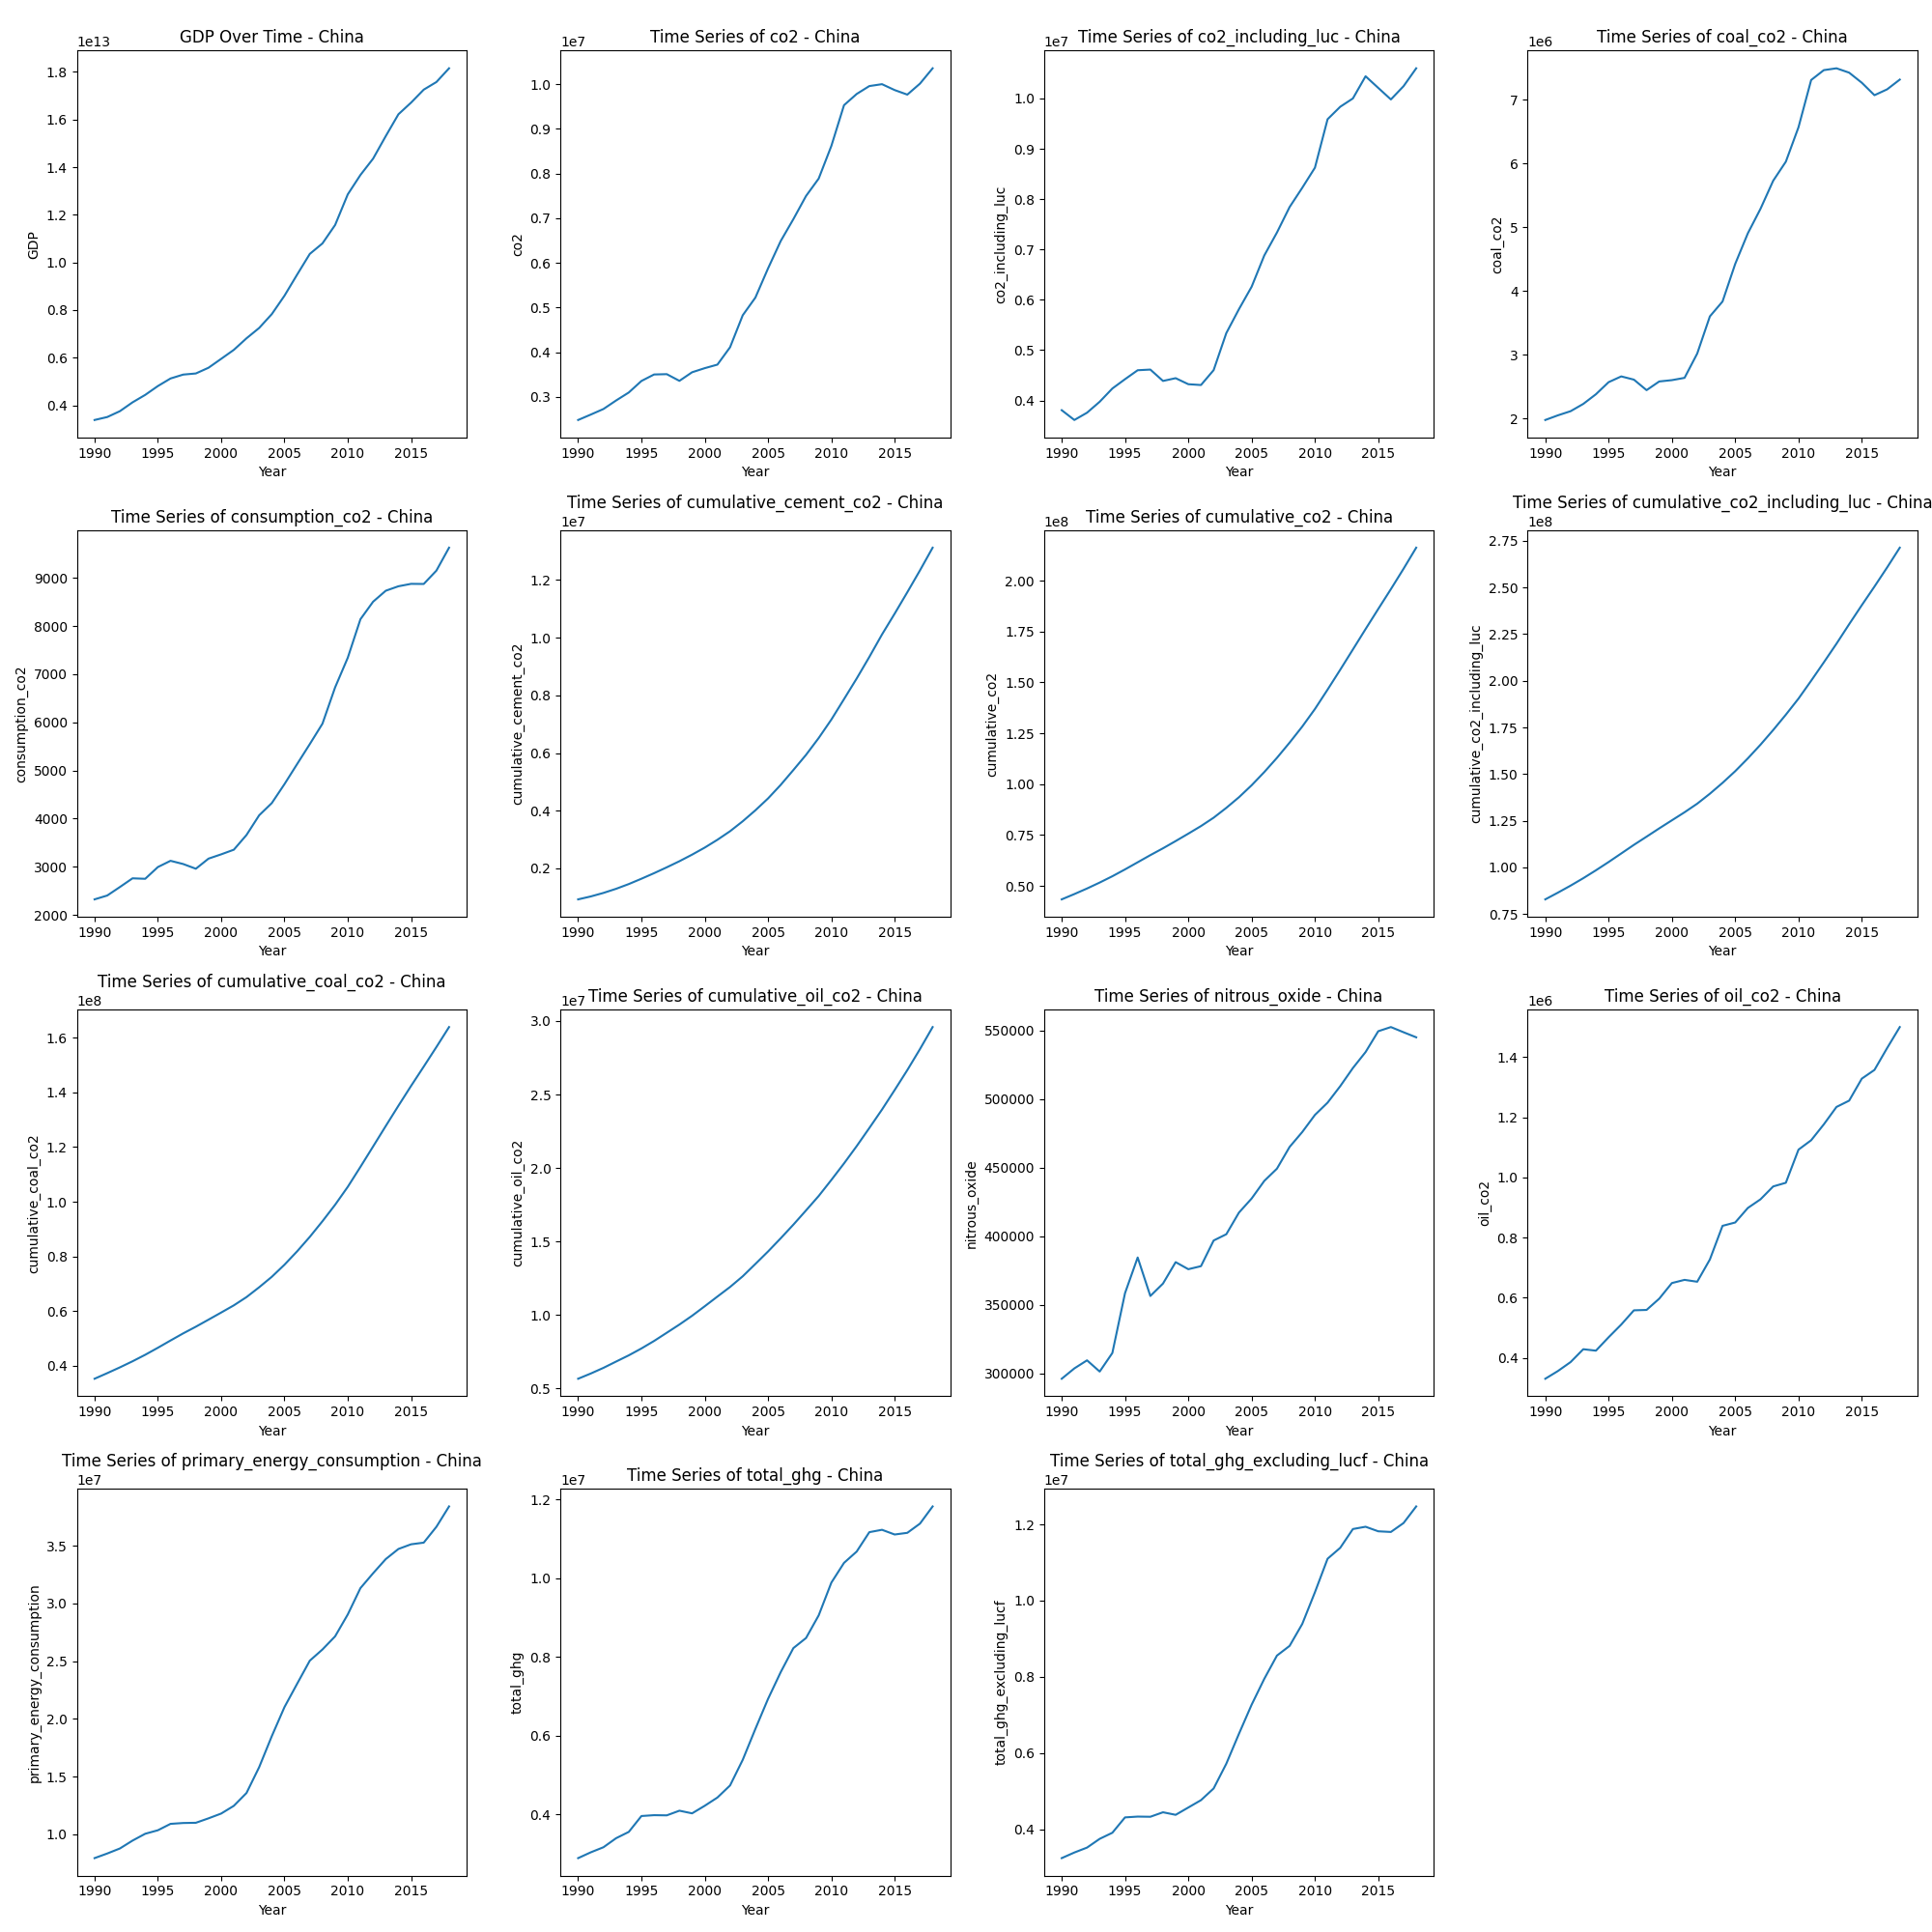 GDP Over Time - China
1e13
1.8
1.6
1.4
1.2
1.0
0.8
0.6
0.4
GDP
1990 1995 2000 2005 2010 2015
Year
Time Series of co2 - China
1e7
1.0
0.9
0.8
0.7
0.6
0.5
0.4
0.3
co2
1990 1995 2000 2005 2010 2015
Year
Time Series of co2_including_luc - China
1e7
1.0
0.9
0.8
0.7
0.6
0.5
0.4
co2_including_luc
1990 1995 2000 2005 2010 2015
Year
Time Series of coal_co2 - China
1e6
7
6
5
4
3
2
coal_co2
1990 1995 2000 2005 2010 2015
Year
Time Series of consumption_co2 - China
9000
8000
7000
6000
5000
4000
3000
2000
consumption_co2
1990 1995 2000 2005 2010 2015
Year
Time Series of cumulative_cement_co2 - China
1e7
1.2
1.0
0.8
0.6
0.4
0.2
cumulative_cement_co2
1990 1995 2000 2005 2010 2015
Year
Time Series of cumulative_co2 - China
1e8
2.00
1.75
1.50
1.25
1.00
0.75
0.50
cumulative_co2
1990 1995 2000 2005 2010 2015
Year
Time Series of cumulative_co2_including_luc - China
1e8
2.75
2.50
2.25
2.00
1.75
1.50
1.25
1.00
0.75
cumulative_co2_including_luc
1990 1995 2000 2005 2010 2015
Year
Time Series of cumulative_coal_co2 - China
1e8
1.6
1.4
1.2
1.0
0.8
0.6
0.4
cumulative_coal_co2
1990 1995 2000 2005 2010 2015
Year
Time Series of cumulative_oil_co2 - China
1e7
3.0
2.5
2.0
1.5
1.0
0.5
cumulative_oil_co2
1990 1995 2000 2005 2010 2015
Year
Time Series of nitrous_oxide - China
550000
500000
450000
400000
350000
300000
nitrous_oxide
1990 1995 2000 2005 2010 2015
Year
Time Series of oil_co2 - China
1e6
1.4
1.2
1.0
0.8
0.6
0.4
oil_co2
1990 1995 2000 2005 2010 2015
Year
Time Series of primary_energy_consumption - China
1e7
3.5
3.0
2.5
2.0
1.5
1.0
primary_energy_consumption
1990 1995 2000 2005 2010 2015
Year
Time Series of total_ghg - China
1e7
1.2
1.0
0.8
0.6
0.4
total_ghg
1990 1995 2000 2005 2010 2015
Year
Time Series of total_ghg_excluding_lucf - China
1e7
1.2
1.0
0.8
0.6
0.4
total_ghg_excluding_lucf
1990 1995 2000 2005 2010 2015
Year